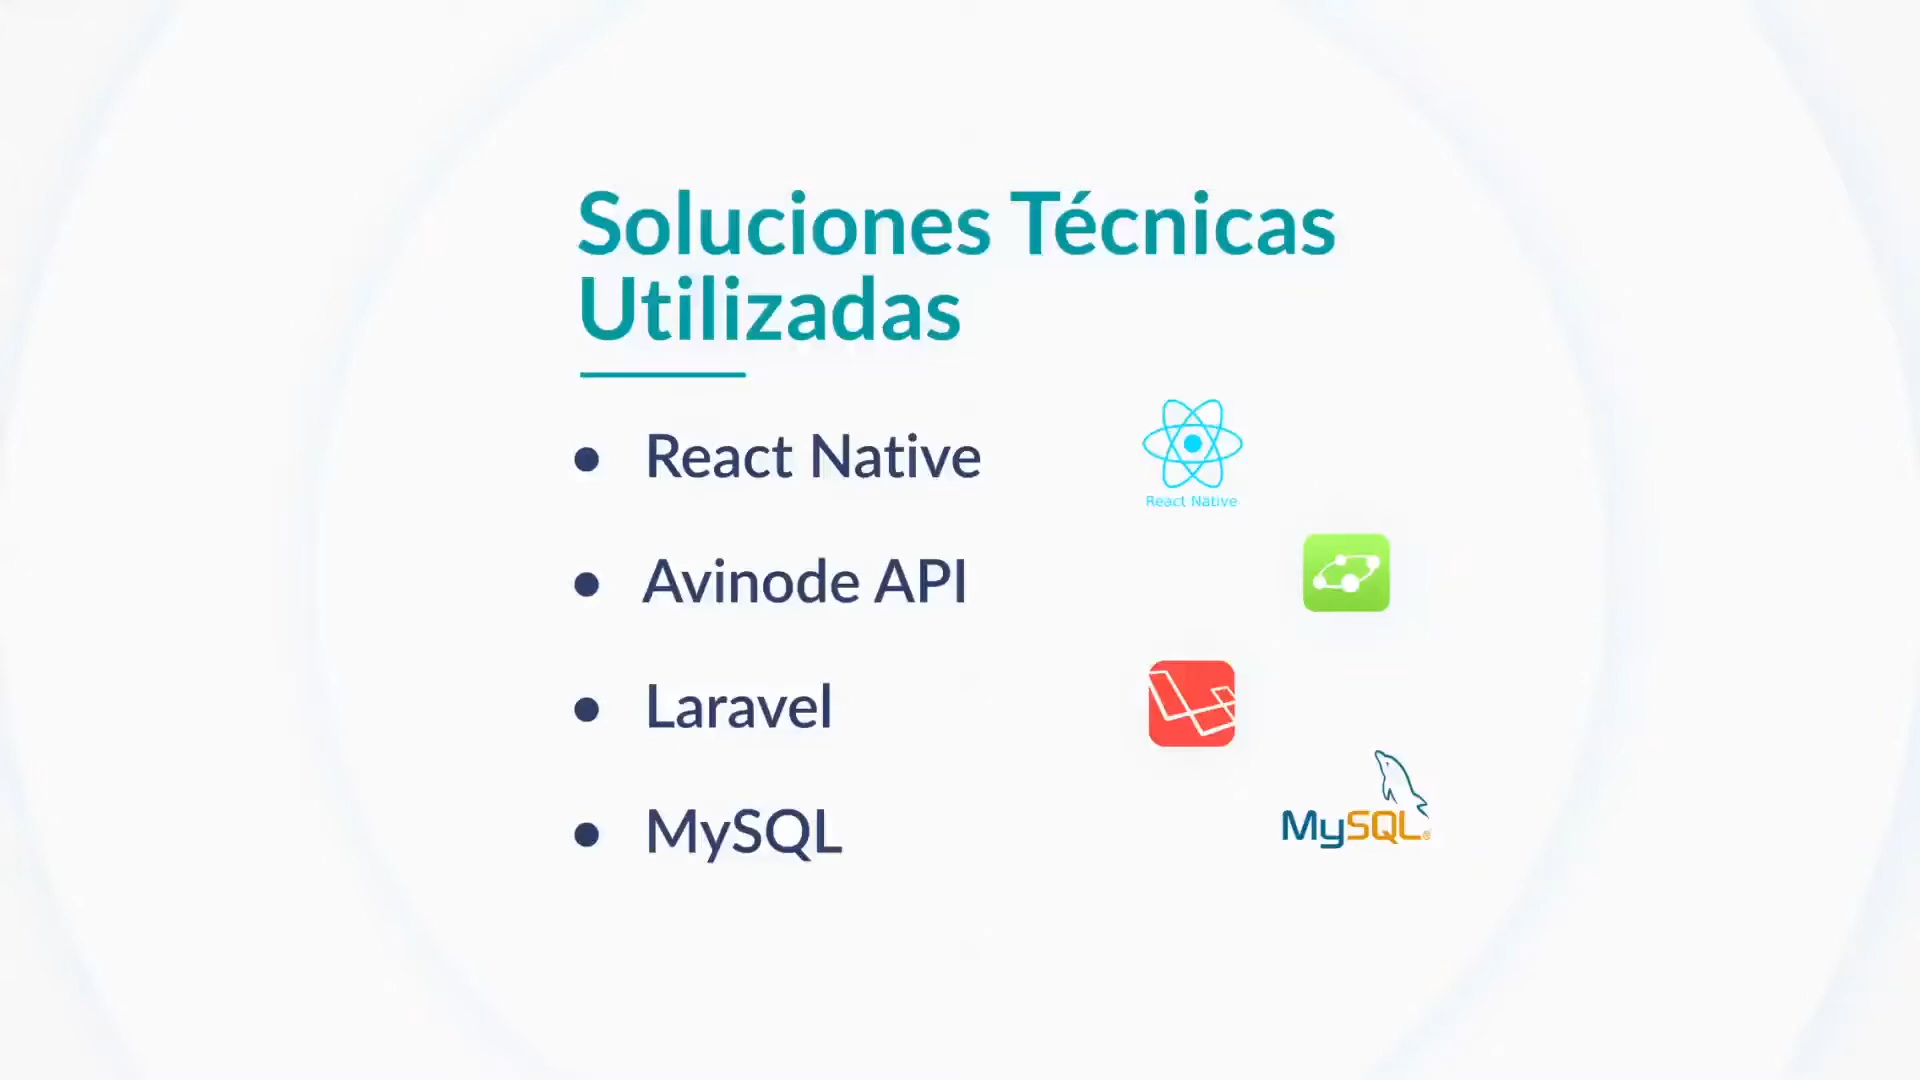 Soluciones Técnicas
Utilizadas
• React Native
React Native
• Avinode API
• Laravel
• MySQL
MySQL®